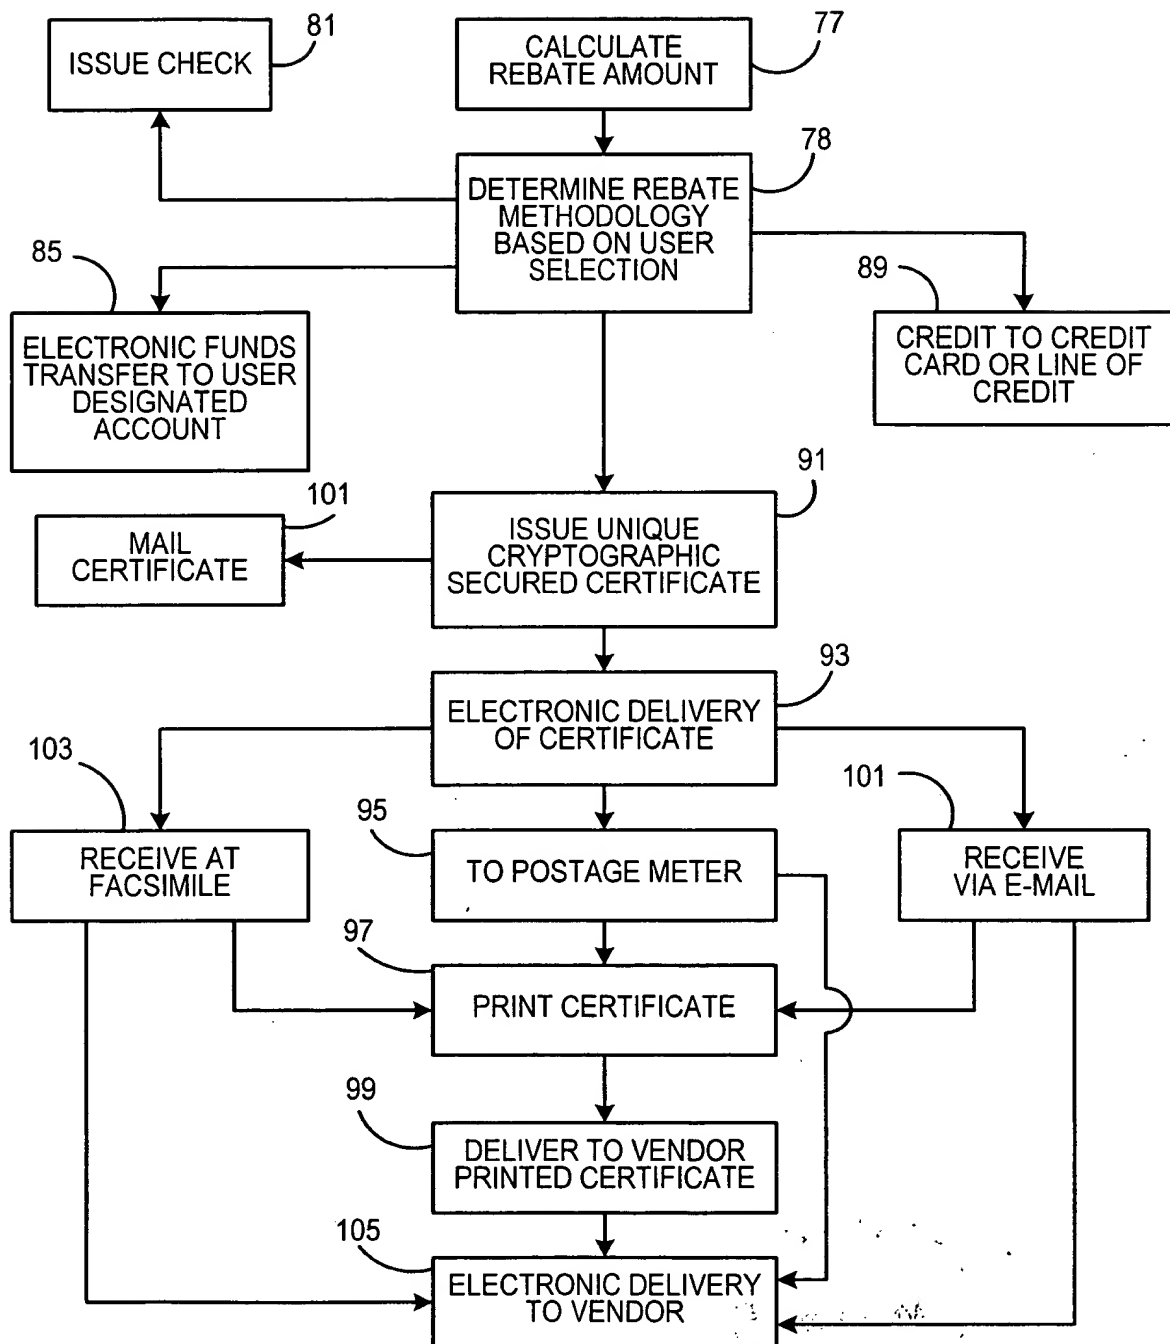 81
ISSUE CHECK
77
CALCULATE
REBATE AMOUNT
78
DETERMINE REBATE
METHODOLOGY
BASED ON USER
SELECTION
85
ELECTRONIC FUNDS
TRANSFER TO USER
DESIGNATED
ACCOUNT
89
CREDIT TO CREDIT
CARD OR LINE OF
CREDIT
91
ISSUE UNIQUE
CRYPTOGRAPHIC
SECURED CERTIFICATE
101
MAIL
CERTIFICATE
93
ELECTRONIC DELIVERY
OF CERTIFICATE
103
RECEIVE AT
FACSIMILE
95
TO POSTAGE METER
101
RECEIVE
VIA E-MAIL
97
PRINT CERTIFICATE
99
DELIVER TO VENDOR
PRINTED CERTIFICATE
105
ELECTRONIC DELIVERY
TO VENDOR